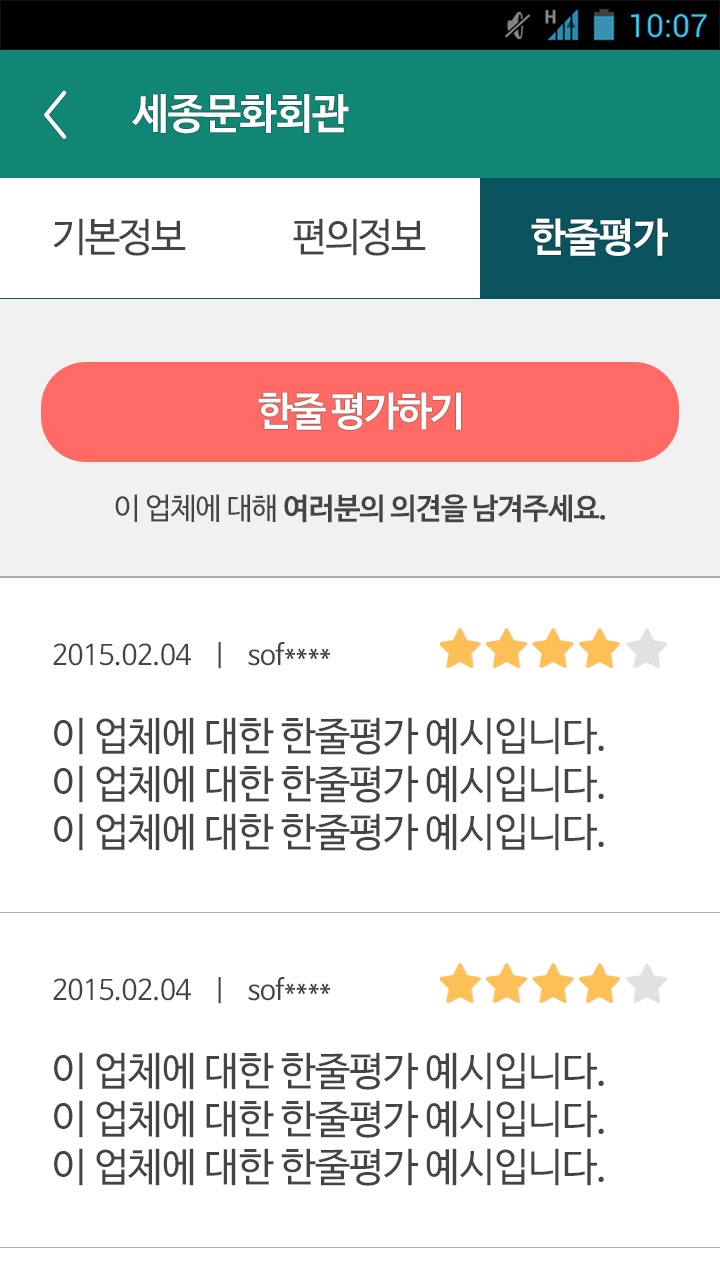 H 10:07
세종문화회관
기본정보 편의정보 한줄평가
한줄 평가하기
이 업체에 대해 여러분의 의견을 남겨주세요.
2015.02.04 | sof****
이 업체에 대한 한줄평가 예시입니다.
이 업체에 대한 한줄평가 예시입니다.
이 업체에 대한 한줄평가 예시입니다.
2015.02.04 | sof****
이 업체에 대한 한줄평가 예시입니다.
이 업체에 대한 한줄평가 예시입니다.
이 업체에 대한 한줄평가 예시입니다.